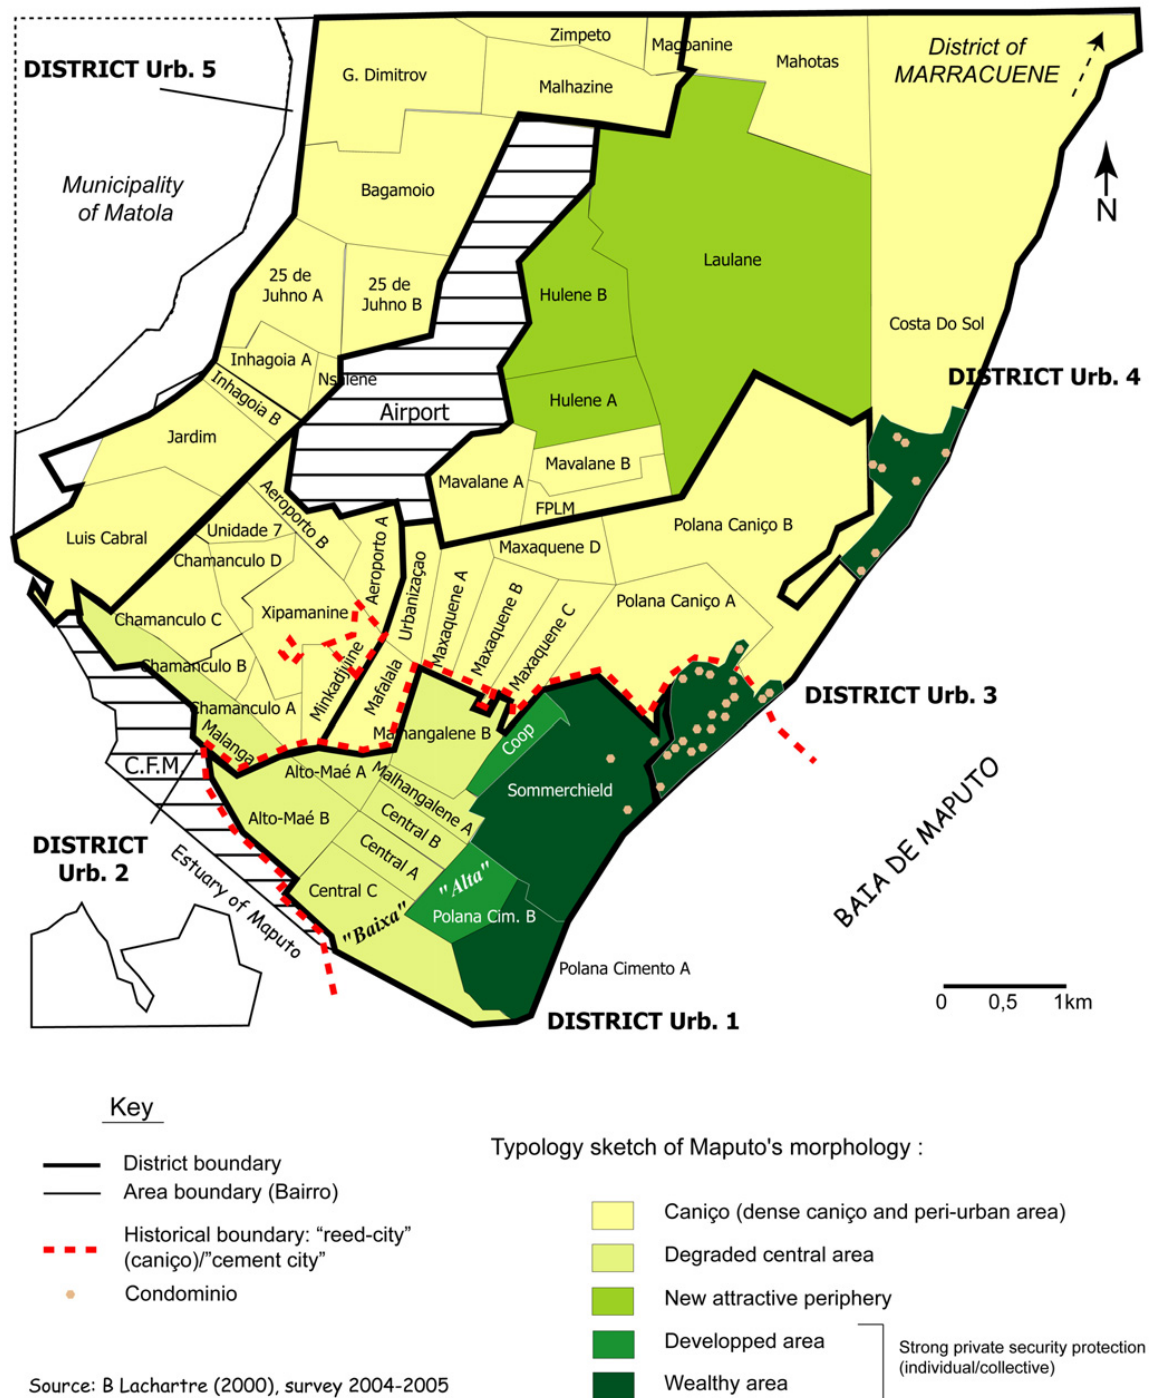 DISTRICT Urb. 5
Municipality
of Matola
G. Dimitrov
Zimpeto
Magoanine
Malhazine
Mahotas
District of
MARRACUENE
N
Bagamoio
25 de
Juhno A
25 de
Juhno B
Hulene B
Laulane
Costa Do Sol
Inhagoia A
Inhagoia B
Airport
Hulene A
DISTRICT Urb. 4
Jardim
Mavalane A
Mavalane B
FPLM
Luis Cabral
Unidade 7
Aeroporto B
Aeroporto A
Chamanculo D
Urbanizaçao
Maxaquene A
Maxaquene B
Maxaquene C
Maxaquene D
Polana Caniço B
Polana Caniço A
Chamanculo C
Xipamanine
Chamanculo B
Minkadjuine
Mafalala
Chamanculo A
Malanga
Malhangalene B
Coop
DISTRICT Urb. 3
C.F.M
Alto-Maé A
Malhangalene A
Sommerchield
Alto-Maé B
Central B
Central A
"Alta"
DISTRICT
Urb. 2
Estuary of Maputo
Central C
"Baixa"
Polana Cim. B
BAIA DE MAPUTO
Polana Cimento A
DISTRICT Urb. 1
0 0,5 1km
Key
District boundary
Area boundary (Bairro)
Historical boundary: “reed-city”
(caniço)/”cement city”
Condominio
Source: B Lachartre (2000), survey 2004-2005
Typology sketch of Maputo's morphology :
Caniço (dense caniço and peri-urban area)
Degraded central area
New attractive periphery
Developped area
Wealthy area
Strong private security protection
(individual/collective)